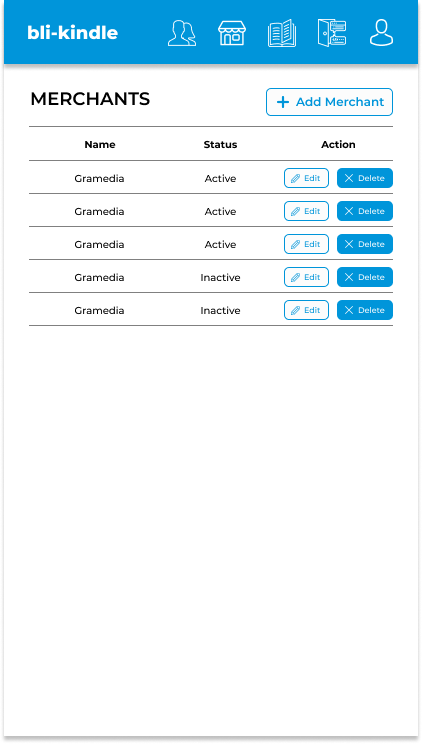 bli-kindle
MERCHANTS
Add Merchant
Name Status Action
Gramedia Active Edit Delete
Gramedia Active Edit Delete
Gramedia Active Edit Delete
Gramedia Inactive Edit Delete
Gramedia Inactive Edit Delete